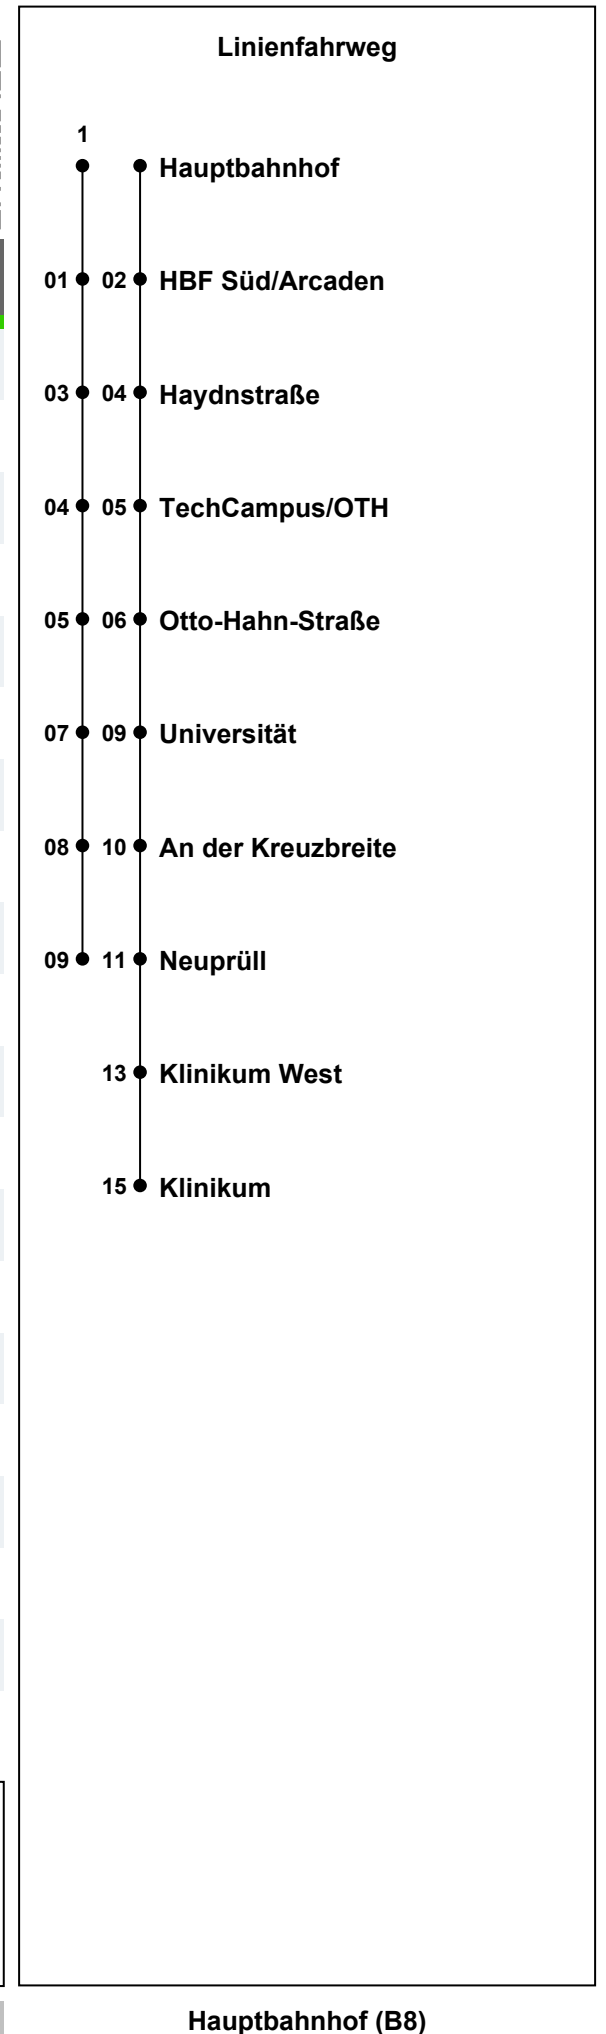 Linienfahrweg
1
Hauptbahnhof
01 02 HBF Süd/Arcaden
03 04 Haydnstraße
04 05 TechCampus/OTH
05 06 Otto-Hahn-Straße
07 09 Universität
08 10 An der Kreuzbreite
09 11 Neuprüll
13 Klinikum West
15 Klinikum
Hauptbahnhof (B8)